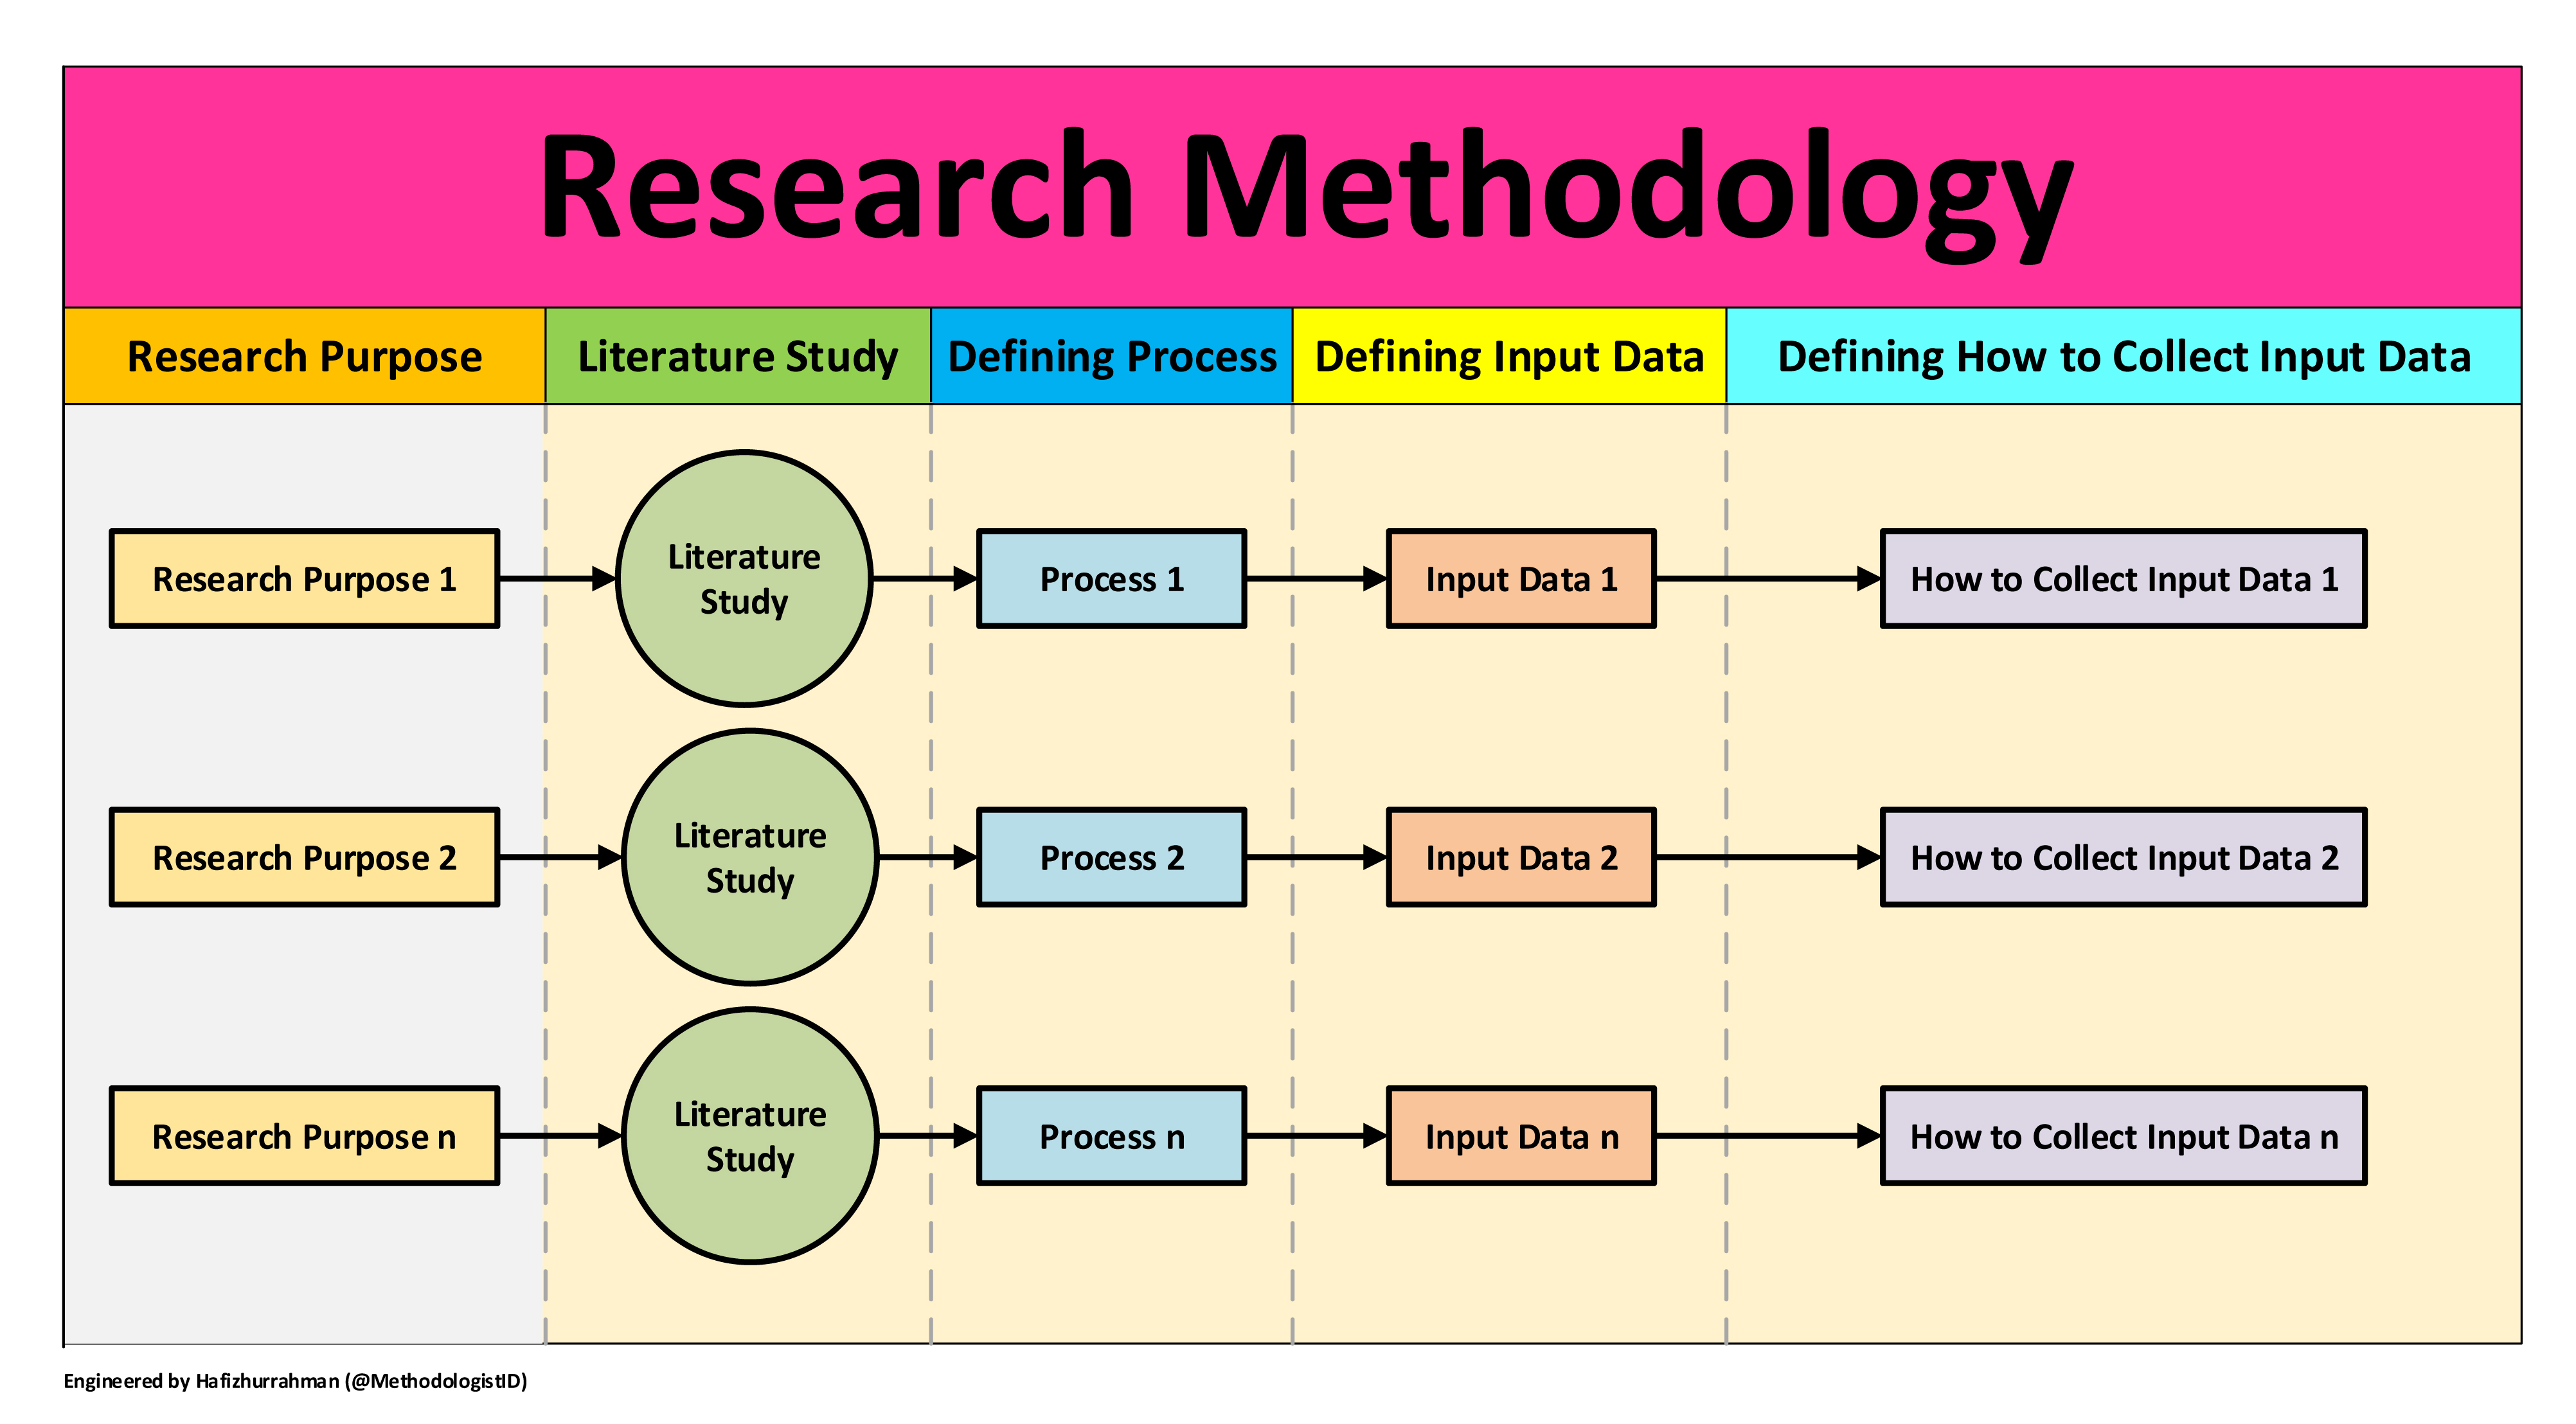 Research Methodology
Research Purpose
Literature Study
Defining Process
Defining Input Data
Defining How to Collect Input Data
Research Purpose 1
Literature
Study
Process 1
Input Data 1
How to Collect Input Data 1
Research Purpose 2
Literature
Study
Process 2
Input Data 2
How to Collect Input Data 2
Research Purpose n
Literature
Study
Process n
Input Data n
How to Collect Input Data n
Engineered by Hafizhurrahman (@MethodologistID)